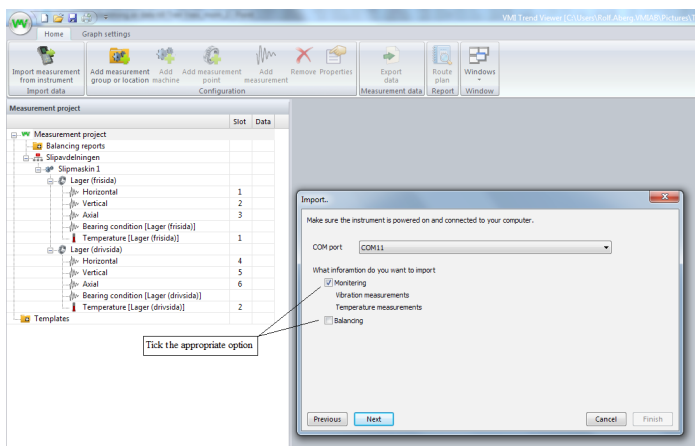 VMI Trend Viewer [C:\Users\Rolf Aberg VMIAB\Pictures\T
Home Graph settings
Import measurement from instrument
Add measurement group or location
Add machine
Add measurement point
Add measurement
Remove
Properties
Export data
Route plan
Windows
Import data
Configuration
Measurement data
Report
Window
Measurement project
Slot Data
Measurement project
Balancing reports
Slipavdelningen
Slipmaskin 1
Lager (frisida)
Horizontal 1
Vertical 2
Axial 3
Bearing condition [Lager (frisida)]
Temperature [Lager (frisida)] 1
Lager (drivsida)
Horizontal 4
Vertical 5
Axial 6
Bearing condition [Lager (drivsida)]
Temperature [Lager (drivsida)] 2
Templates
Tick the appropriate option
Import..
Make sure the instrument is powered on and connected to your computer.
COM port COM11
What inforamtion do you want to import
Monitering
Vibration measurements
Temperature measurements
Balancing
Previous Next Cancel Finish